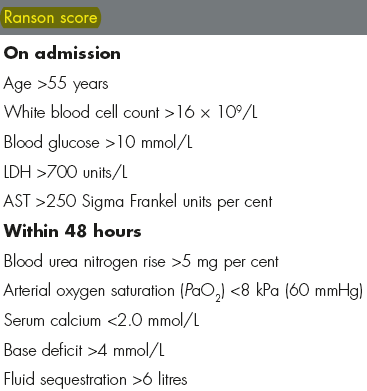 Ranson score
On admission
Age >55 years
White blood cell count >16 × 10⁹/L
Blood glucose >10 mmol/L
LDH >700 units/L
AST >250 Sigma Frankel units per cent
Within 48 hours
Blood urea nitrogen rise >5 mg per cent
Arterial oxygen saturation (PaO₂) <8 kPa (60 mmHg)
Serum calcium <2.0 mmol/L
Base deficit >4 mmol/L
Fluid sequestration >6 litres